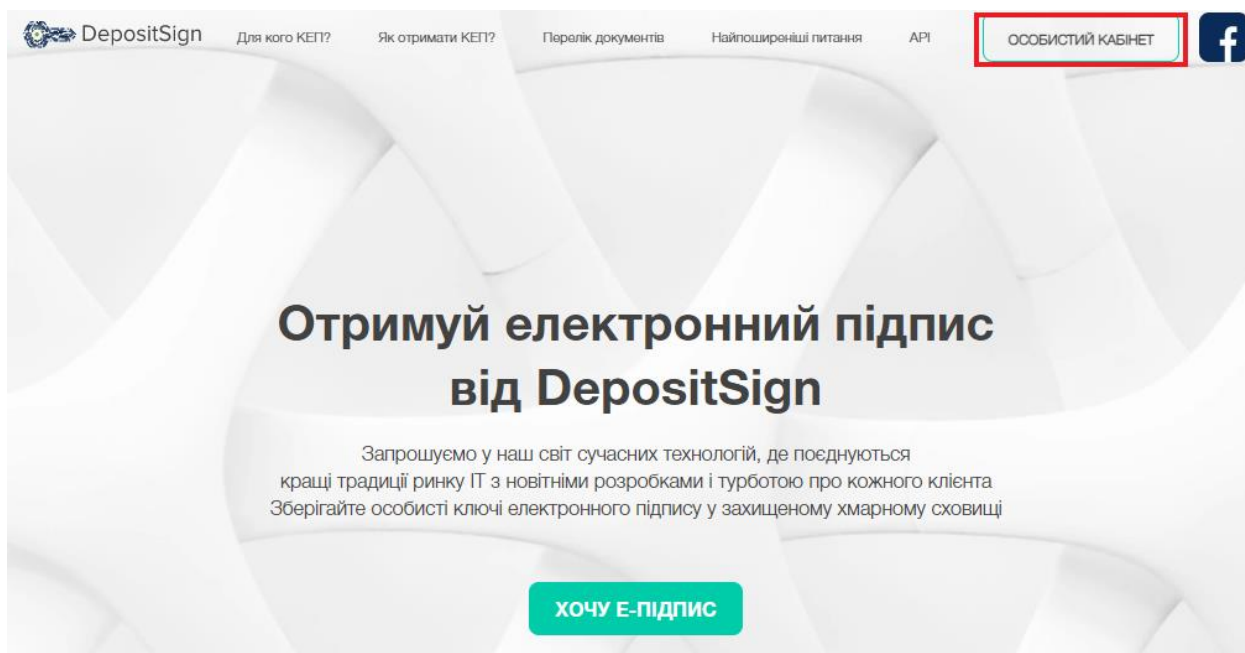 DepositSign Для кого КЕП? Як отримати КЕП? Перелік документів Найпоширеніші питання API ОСОБИСТИЙ КАБІНЕТ
Отримуй електронний підпис
від DepositSign
Запрошуємо у наш світ сучасних технологій, де поєднуються
кращі традиції ринку ІТ з новітніми розробками і турботою про кожного клієнта
Зберігайте особисті ключі електронного підпису у захищеному хмарному сховищі
ХОЧУ Е-ПІДПИС